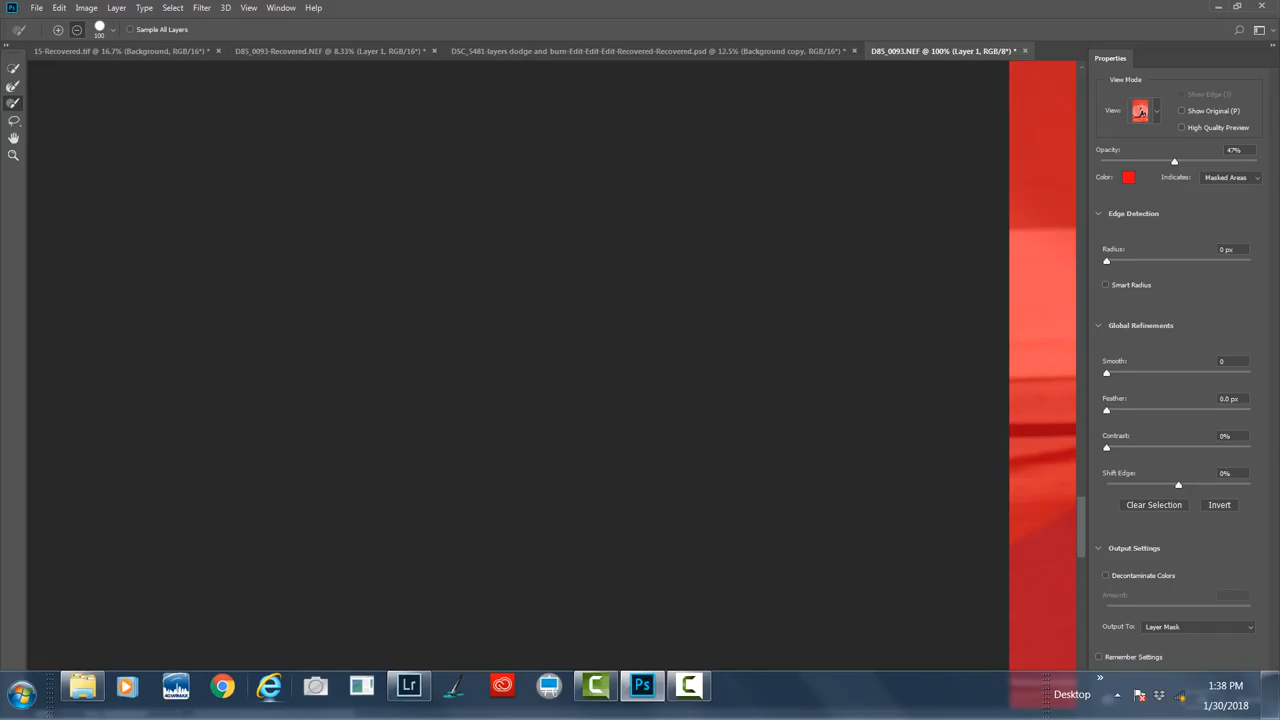 Ps File Edit Image Layer Type Select Filter 3D View Window Help
100 Sample All Layers
15-Recovered.tif @ 16.7% (Background, RGB/16*) * × D85_0093-Recovered.NEF @ 8.33% (Layer 1, RGB/16*) * × DSC_5481-layers dodge and burn-Edit-Edit-Edit-Recovered-Recovered.psd @ 12.5% (Background copy, RGB/16*) * × D85_0093.NEF @ 100% (Layer 1, RGB/8*) * ×
Properties
View Mode
Show Edge (J)
View: Show Original (P)
High Quality Preview
Opacity: 47%
Color: Indicates: Masked Areas
Edge Detection
Radius: 0 px
Smart Radius
Global Refinements
Smooth: 0
Feather: 0.0 px
Contrast: 0%
Shift Edge: 0%
Clear Selection Invert
Output Settings
Decontaminate Colors
Amount:
Output To: Layer Mask
Remember Settings
4GWIMAX Lr Ps Desktop » 1:38 PM
1/30/2018